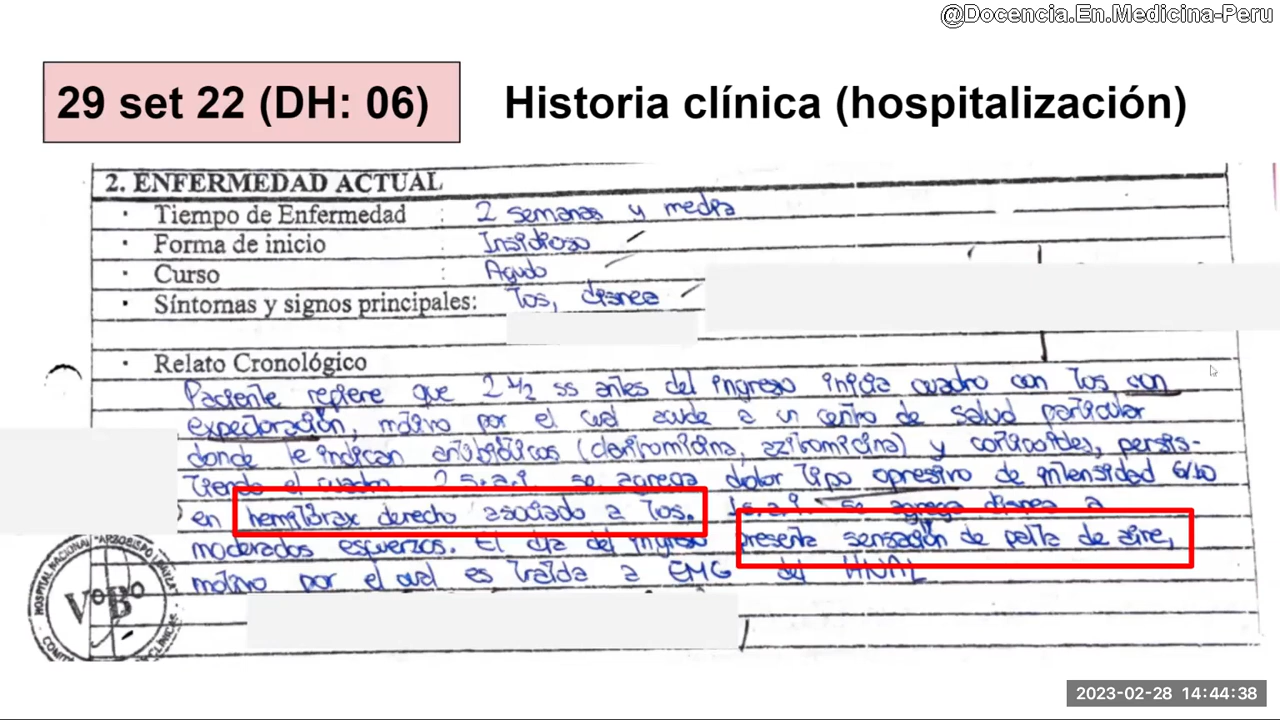 @Docencia.En.Medicina-Peru
29 set 22 (DH: 06)
Historia clínica (hospitalización)
2. ENFERMEDAD ACTUAL
· Tiempo de Enfermedad : 2 semanas y media
· Forma de inicio : Insidioso
· Curso : Agudo
· Síntomas y signos principales: Tos, disnea
· Relato Cronológico
Paciente refiere que 2 1/2 ss antes del ingreso inicia cuadro con tos con
expectoración, motivo por el cual acude a un centro de salud particular
donde le indican antibióticos (claritromicina, azitromicina) y corticoides, persis-
tiendo el cuadro. 2 s.a.i. se agrega dolor tipo opresivo de intensidad 6/10
en hemitórax derecho asociado a tos. 1s.a.i. se agrega disnea a
moderados esfuerzos. El día del ingreso presenta sensación de falta de aire,
motivo por el cual es traída a EMG del HNAL
HOSPITAL NACIONAL "ARZOBISPO LOAYZA"
V° B°
2023-02-28 14:44:38